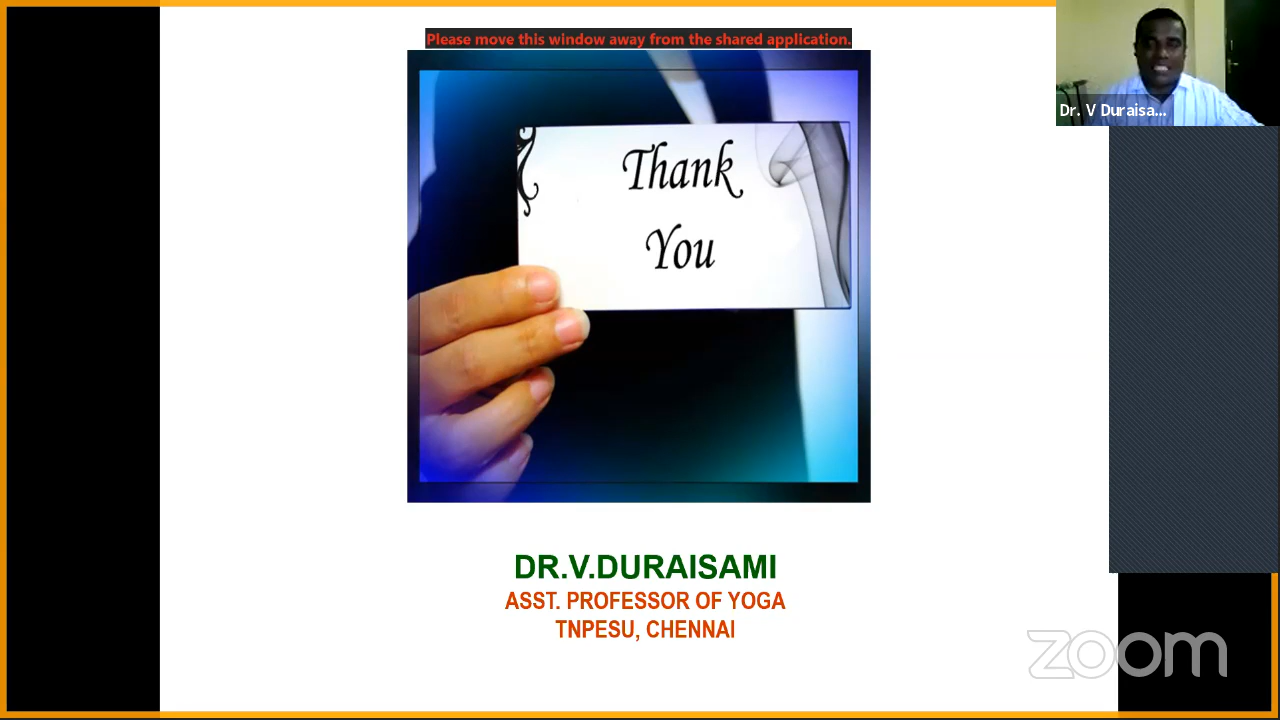 Please move this window away from the shared application.
Dr. V Duraisa...
Thank
You
DR.V.DURAISAMI
ASST. PROFESSOR OF YOGA
TNPESU, CHENNAI
zoom